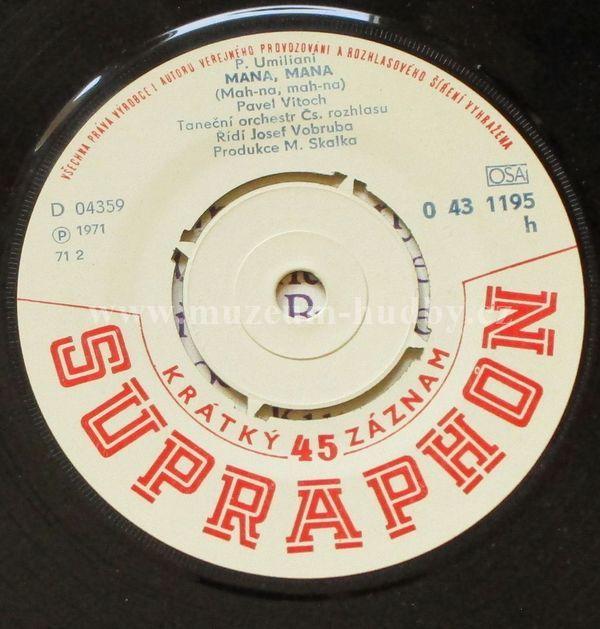 VŠECHNA PRÁVA VÝROBCE I AUTORŮ VEREJNÉHO PROVOZOVÁNÍ A ROZHLASOVÉHO ŠÍŘENÍ VYHRAZENA
P. Umiliani
MANA, MANA
(Mah-na, mah-na)
Pavel Vitoch
Taneční orchestr Čs. rozhlasu
Řídí Josef Vobruba
Produkce M. Skalka
OSA
D 04359
0 43 1195
℗ 1971
h
71 2
B
www.muzeum-hudby.cz
KRÁTKÝ 45 ZÁZNAM
SUPRAPHON